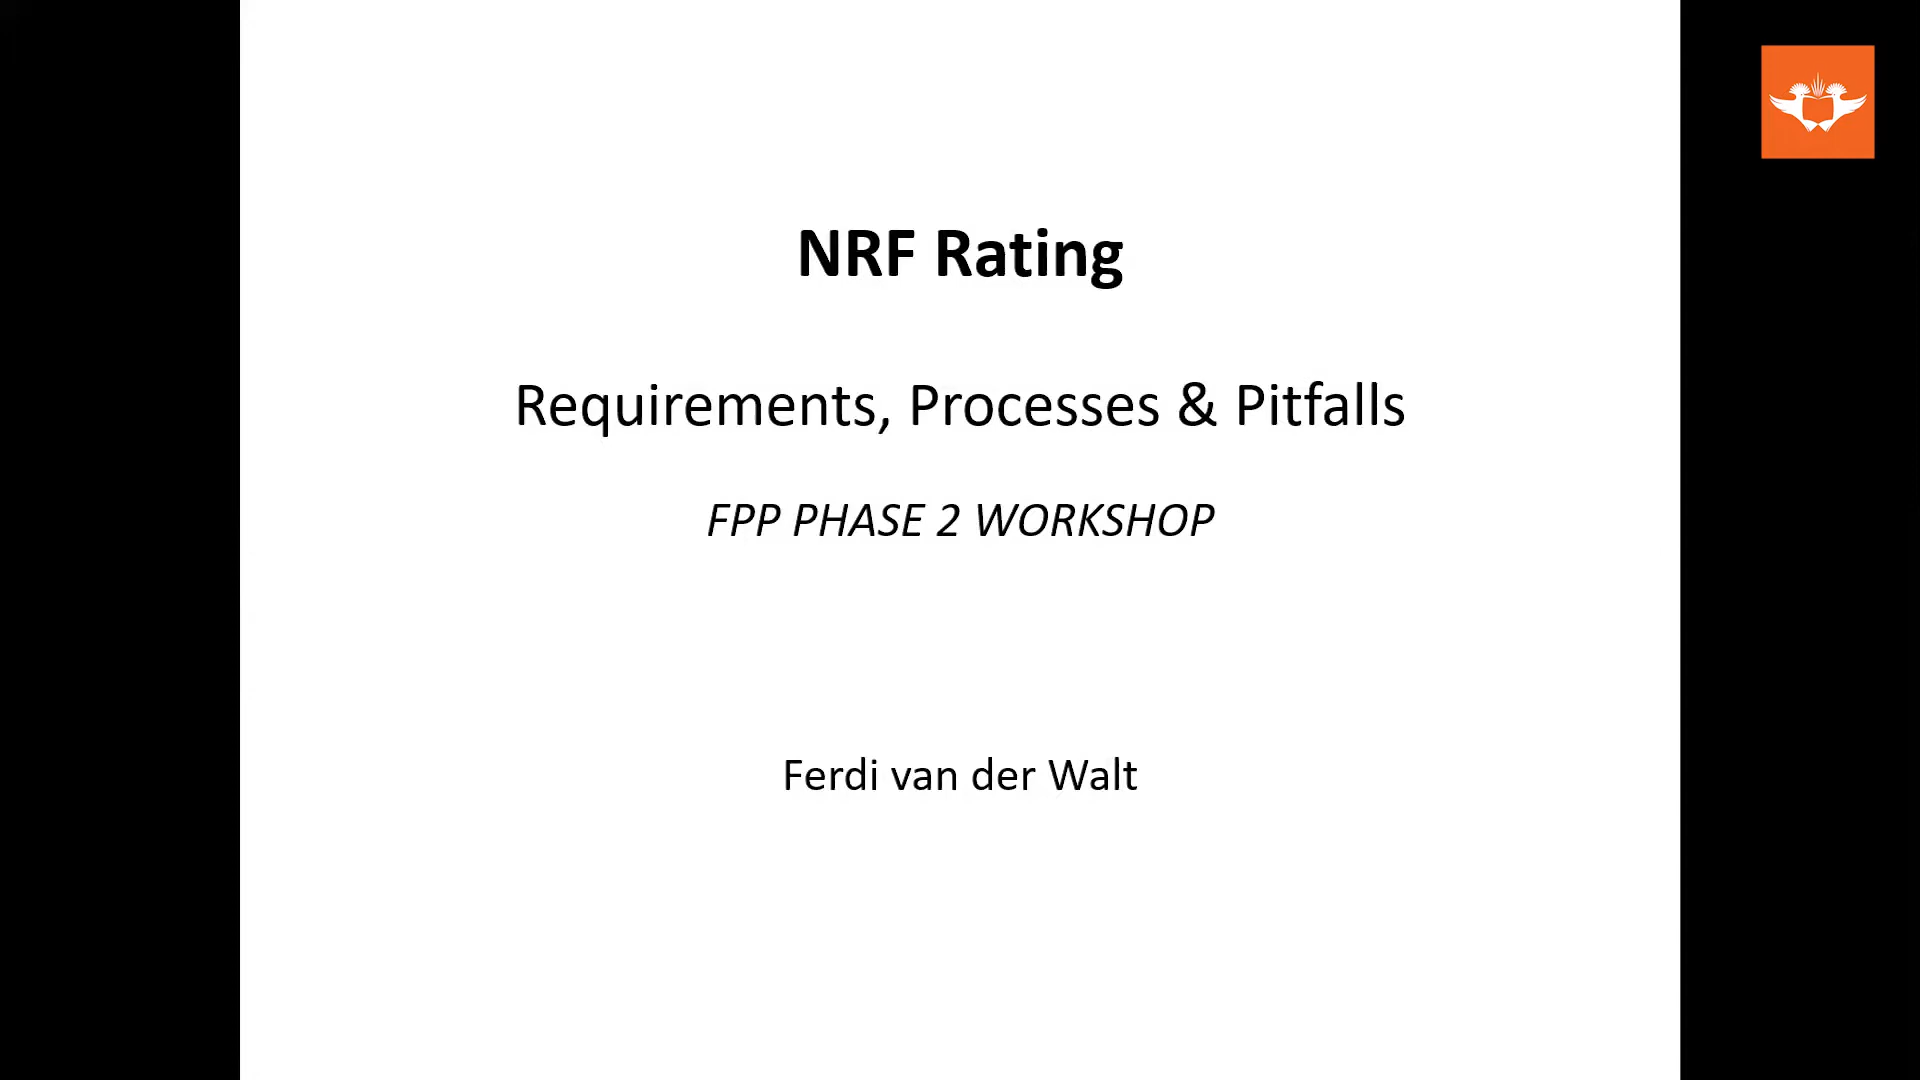 NRF Rating
Requirements, Processes & Pitfalls
FPP PHASE 2 WORKSHOP
Ferdi van der Walt